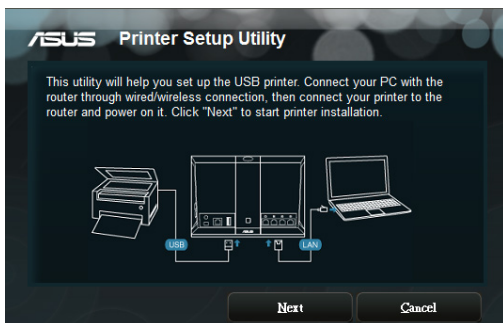 ASUS Printer Setup Utility
This utility will help you set up the USB printer. Connect your PC with the
router through wired/wireless connection, then connect your printer to the
router and power on it. Click "Next" to start printer installation.
ASUS
USB
LAN
Next
Cancel